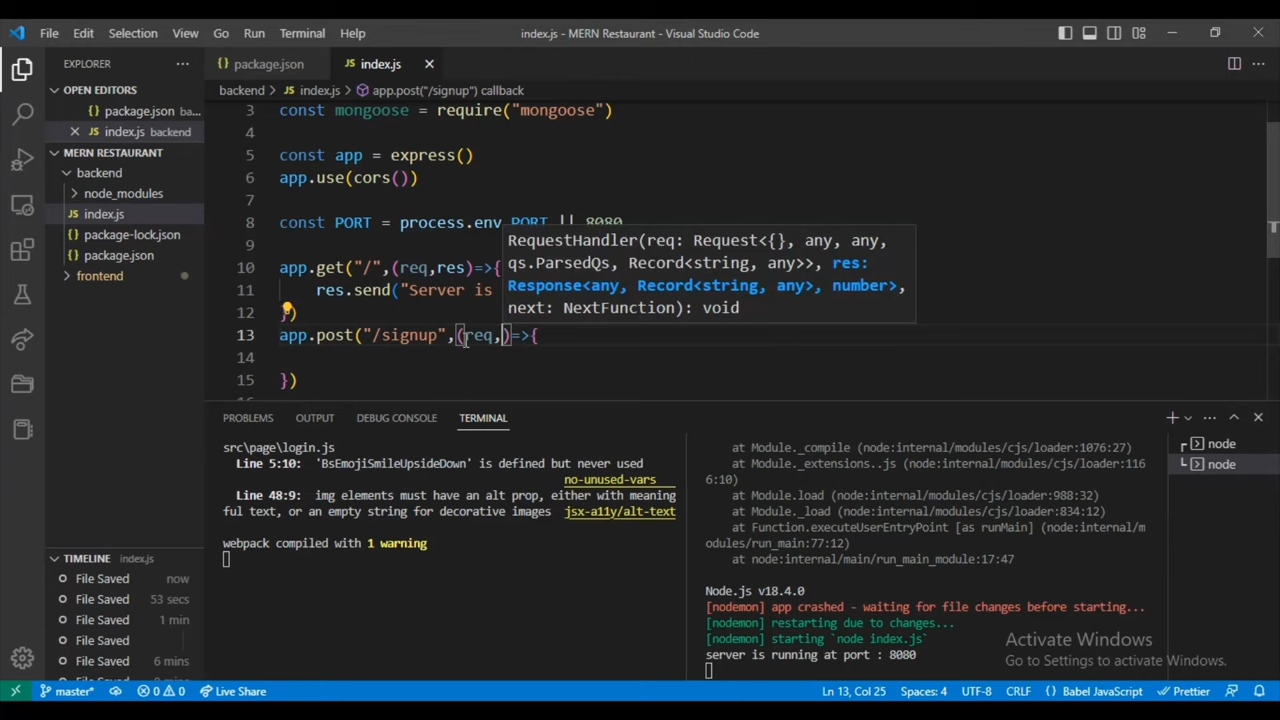 File Edit Selection View Go Run Terminal Help
index.js - MERN Restaurant - Visual Studio Code
EXPLORER
OPEN EDITORS
package.json ba...
index.js backend
MERN RESTAURANT
backend
node_modules
index.js
package-lock.json
package.json
frontend
TIMELINE index.js
File Saved now
File Saved 53 secs
File Saved 1 min
File Saved
File Saved 6 mins
package.json
index.js
backend > index.js > app.post("/signup") callback
3 const mongoose = require("mongoose")
4
5 const app = express()
6 app.use(cors())
7
8 const PORT = process.env PORT || 8080
9
10 app.get("/",(req,res)=>{
11 res.send("Server is
12 })
13 app.post("/signup",(req,)=>{
14
15 })
RequestHandler(req: Request<{}, any, any,
qs.ParsedQs, Record<string, any>>, res:
Response<any, Record<string, any>, number>,
next: NextFunction): void
PROBLEMS OUTPUT DEBUG CONSOLE TERMINAL
src\page\login.js
Line 5:10: 'BsEmojiSmileUpsideDown' is defined but never used
no-unused-vars
Line 48:9: img elements must have an alt prop, either with meaning
ful text, or an empty string for decorative images jsx-a11y/alt-text
webpack compiled with 1 warning
at Module._compile (node:internal/modules/cjs/loader:1076:27)
at Module._extensions..js (node:internal/modules/cjs/loader:116
6:10)
at Module.load (node:internal/modules/cjs/loader:988:32)
at Module._load (node:internal/modules/cjs/loader:834:12)
at Function.executeUserEntryPoint [as runMain] (node:internal/m
odules/run_main:77:12)
at node:internal/main/run_main_module:17:47
Node.js v18.4.0
[nodemon] app crashed - waiting for file changes before starting...
[nodemon] restarting due to changes...
[nodemon] starting `node index.js`
server is running at port : 8080
node
node
Activate Windows
Go to Settings to activate Windows.
master* 0 0 Live Share
Ln 13, Col 25 Spaces: 4 UTF-8 CRLF {} Babel JavaScript Prettier